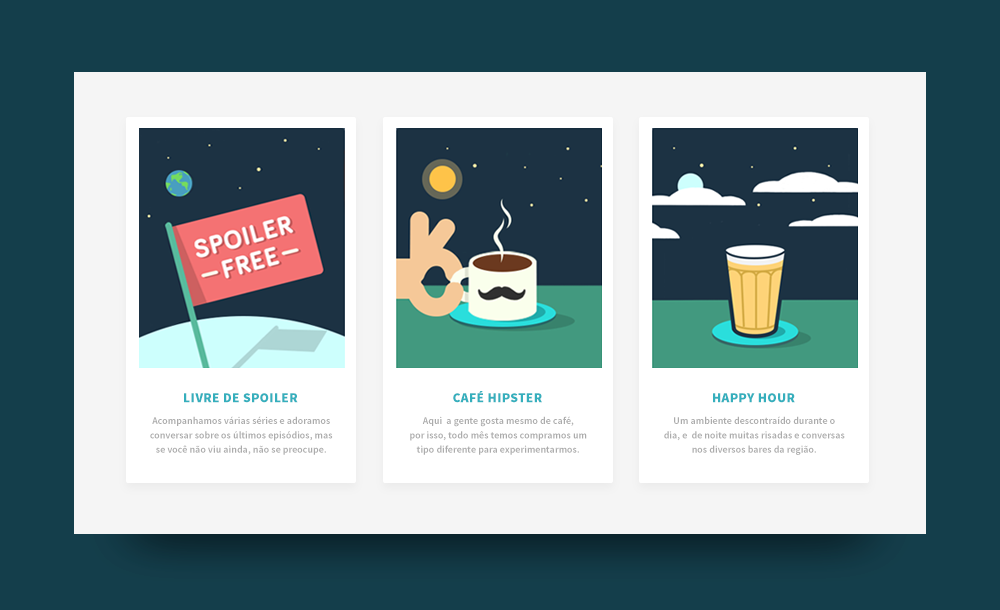 SPOILER
FREE
LIVRE DE SPOILER
Acompanhamos várias séries e adoramos
conversar sobre os últimos episódios, mas
se você não viu ainda, não se preocupe.
CAFÉ HIPSTER
Aqui a gente gosta mesmo de café,
por isso, todo mês temos compramos um
tipo diferente para experimentarmos.
HAPPY HOUR
Um ambiente descontraido durante o
dia, e de noite muitas risadas e conversas
nos diversos bares da região.